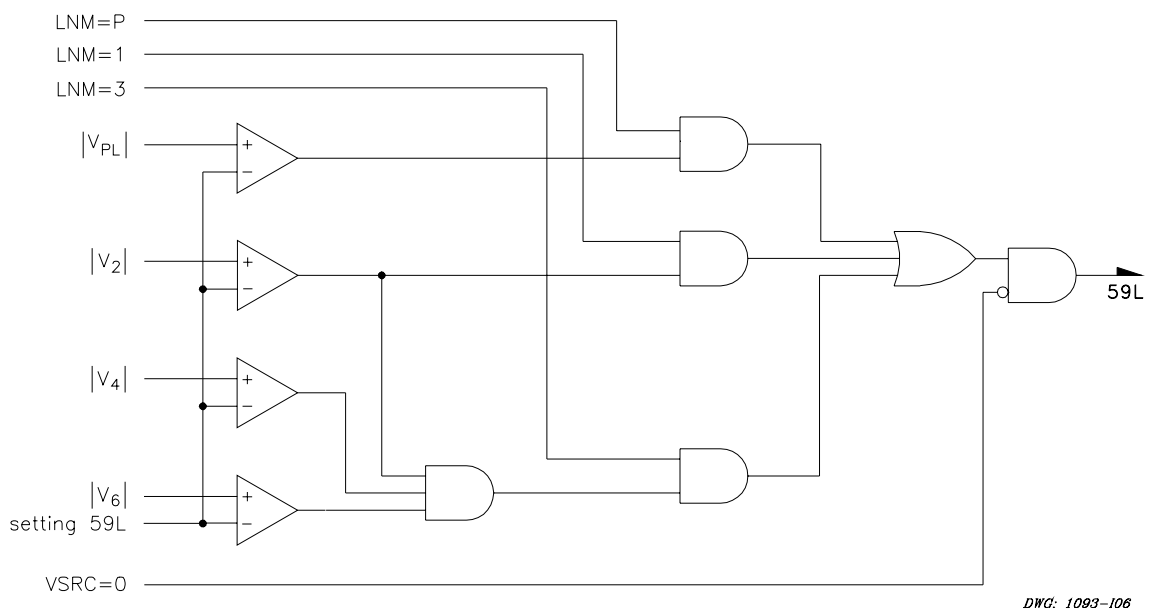 LNM=P
LNM=1
LNM=3
|VPL|
+
−
|V2|
+
−
|V4|
+
−
|V6|
+
setting 59L
−
VSRC=0
59L
DWG: 1093-I06